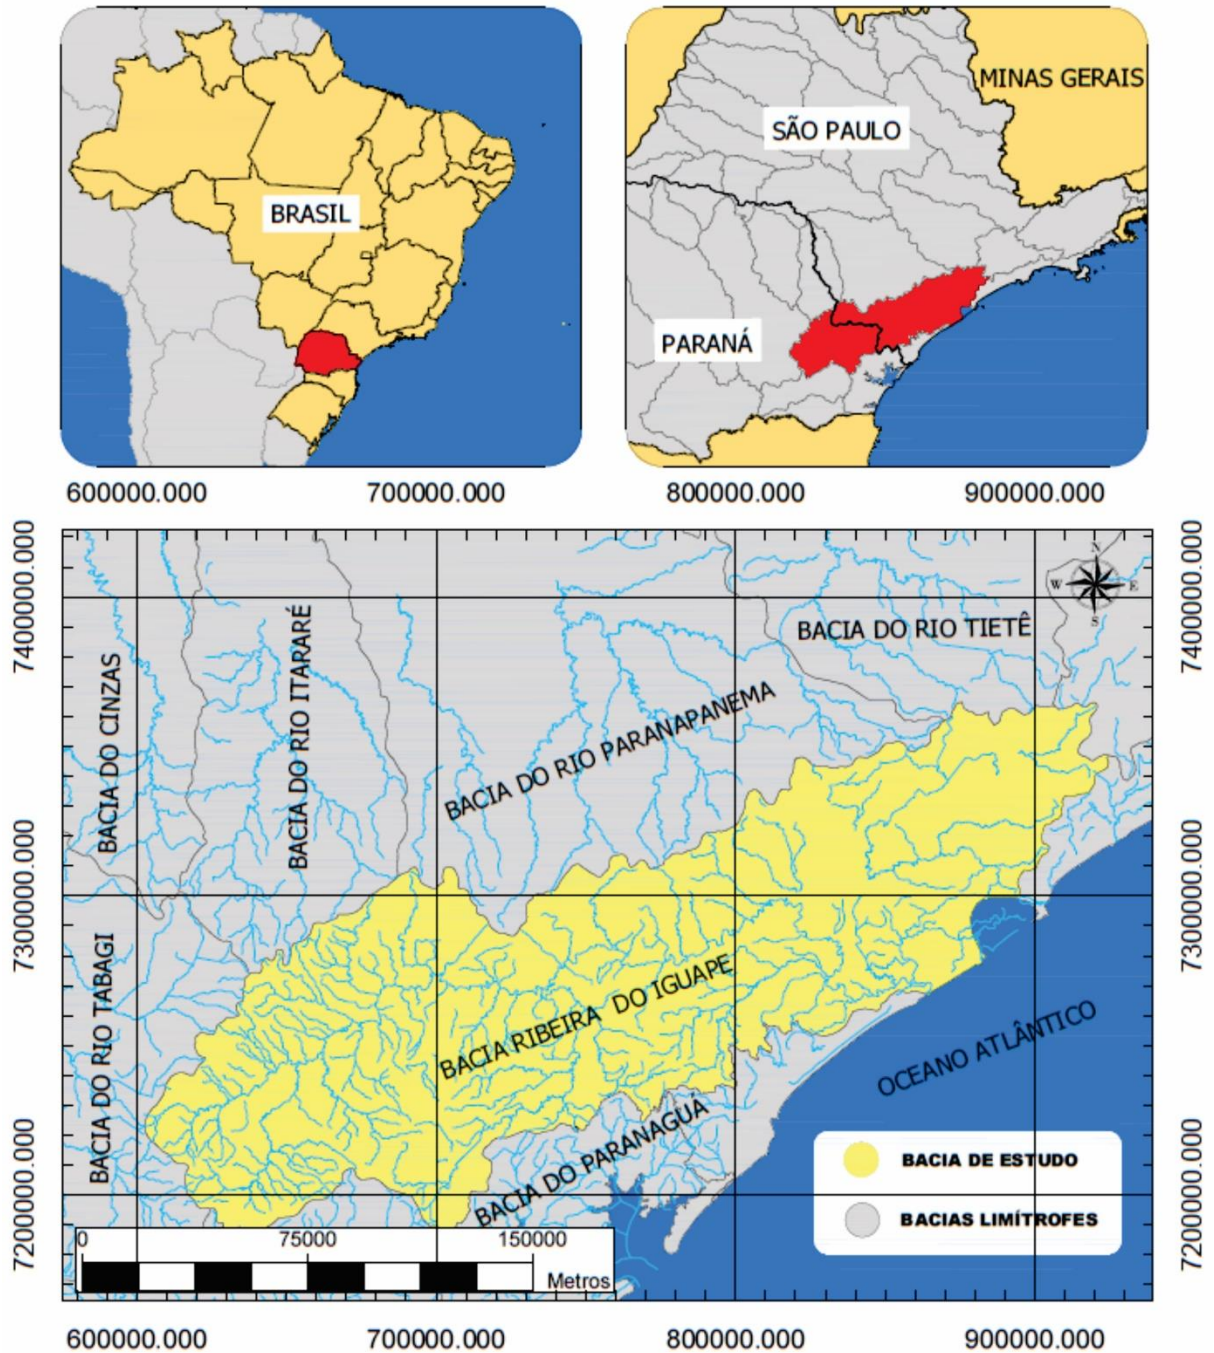 BRASIL
MINAS GERAIS
SÃO PAULO
PARANÁ
600000.000 700000.000 800000.000 900000.000
7400000.000
7400000.000
N
W E
S
BACIA DO RIO TIETÊ
BACIA DO CINZAS
BACIA DO RIO ITARARÉ
BACIA DO RIO PARANAPANEMA
7300000.000
7300000.000
BACIA DO RIO TABAGI
BACIA RIBEIRA DO IGUAPE
OCEANO ATLÂNTICO
BACIA DO PARANAGUÁ
7200000.000
7200000.000
BACIA DE ESTUDO
BACIAS LIMÍTROFES
0 75000 150000
Metros
600000.000 700000.000 800000.000 900000.000